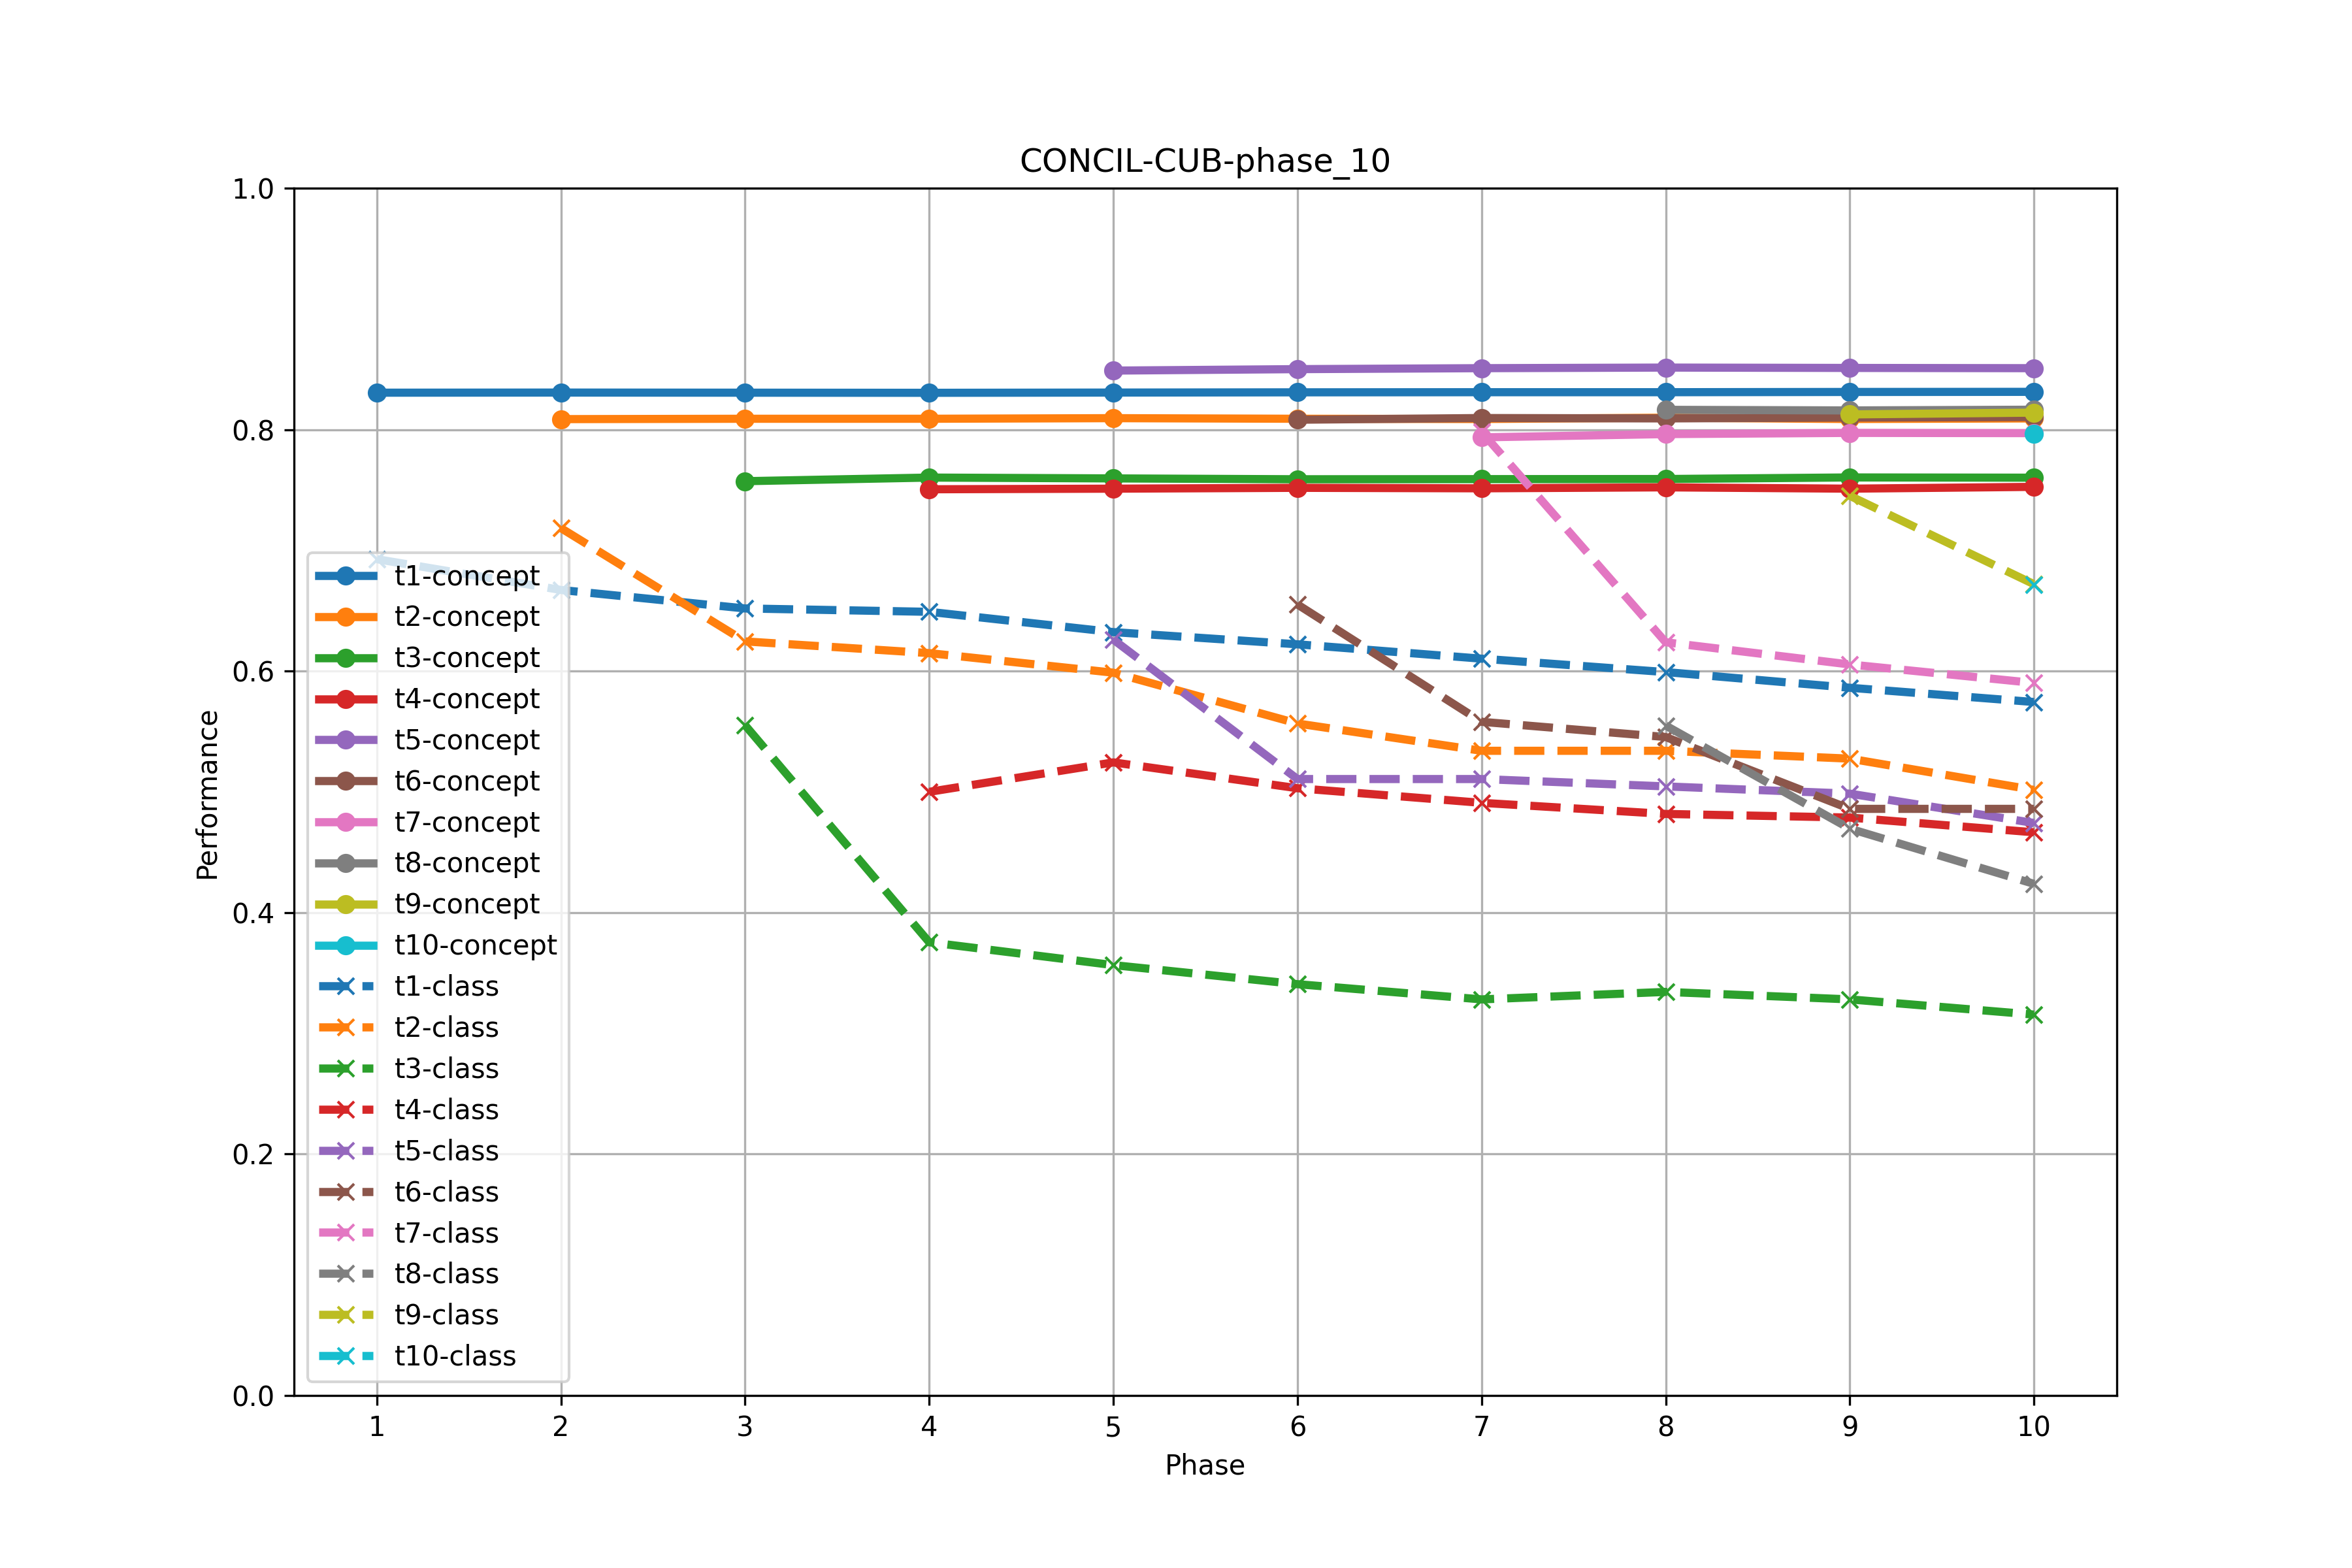 CONCIL-CUB-phase_10
1.0
0.8
0.6
0.4
0.2
0.0
Performance
t1-concept
t2-concept
t3-concept
t4-concept
t5-concept
t6-concept
t7-concept
t8-concept
t9-concept
t10-concept
t1-class
t2-class
t3-class
t4-class
t5-class
t6-class
t7-class
t8-class
t9-class
t10-class
1 2 3 4 5 6 7 8 9 10
Phase